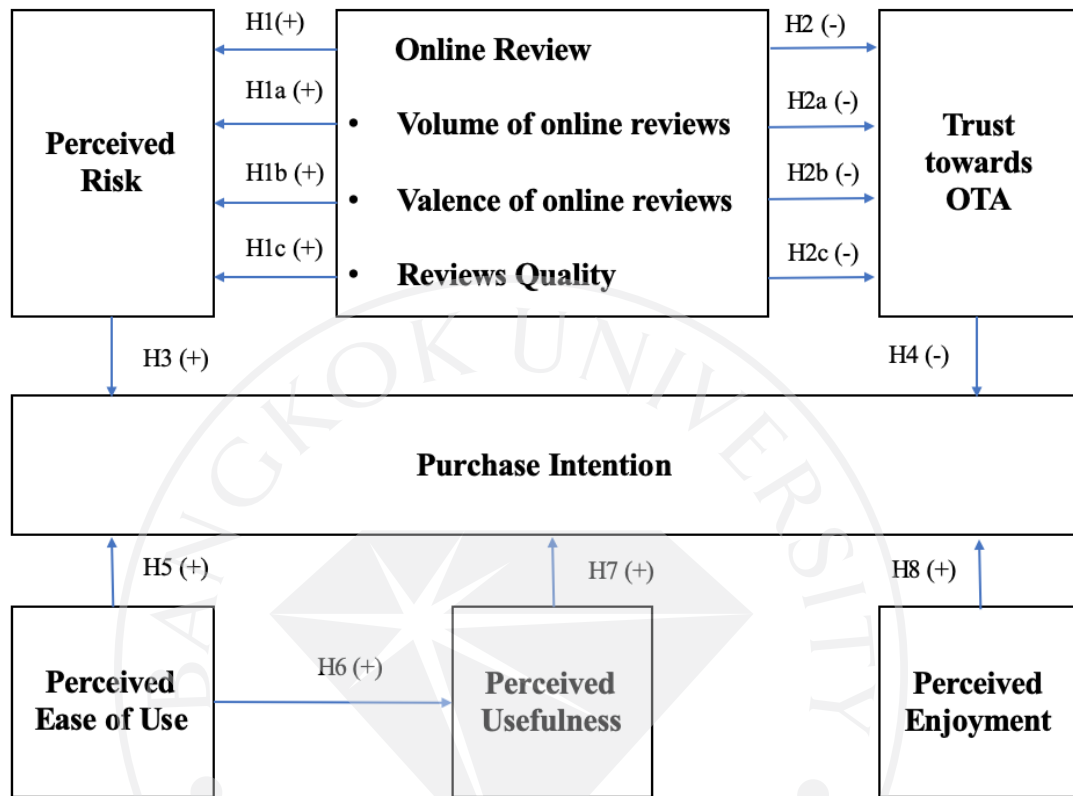 H1(+)
Online Review
H2 (-)
H1a (+)
• Volume of online reviews
H2a (-)
Perceived
Risk
Trust
towards
OTA
H1b (+)
• Valence of online reviews
H2b (-)
H1c (+)
• Reviews Quality
H2c (-)
H3 (+)
H4 (-)
Purchase Intention
H5 (+)
H7 (+)
H8 (+)
Perceived
Ease of Use
H6 (+)
Perceived
Usefulness
Perceived
Enjoyment
BANGKOK UNIVERSITY